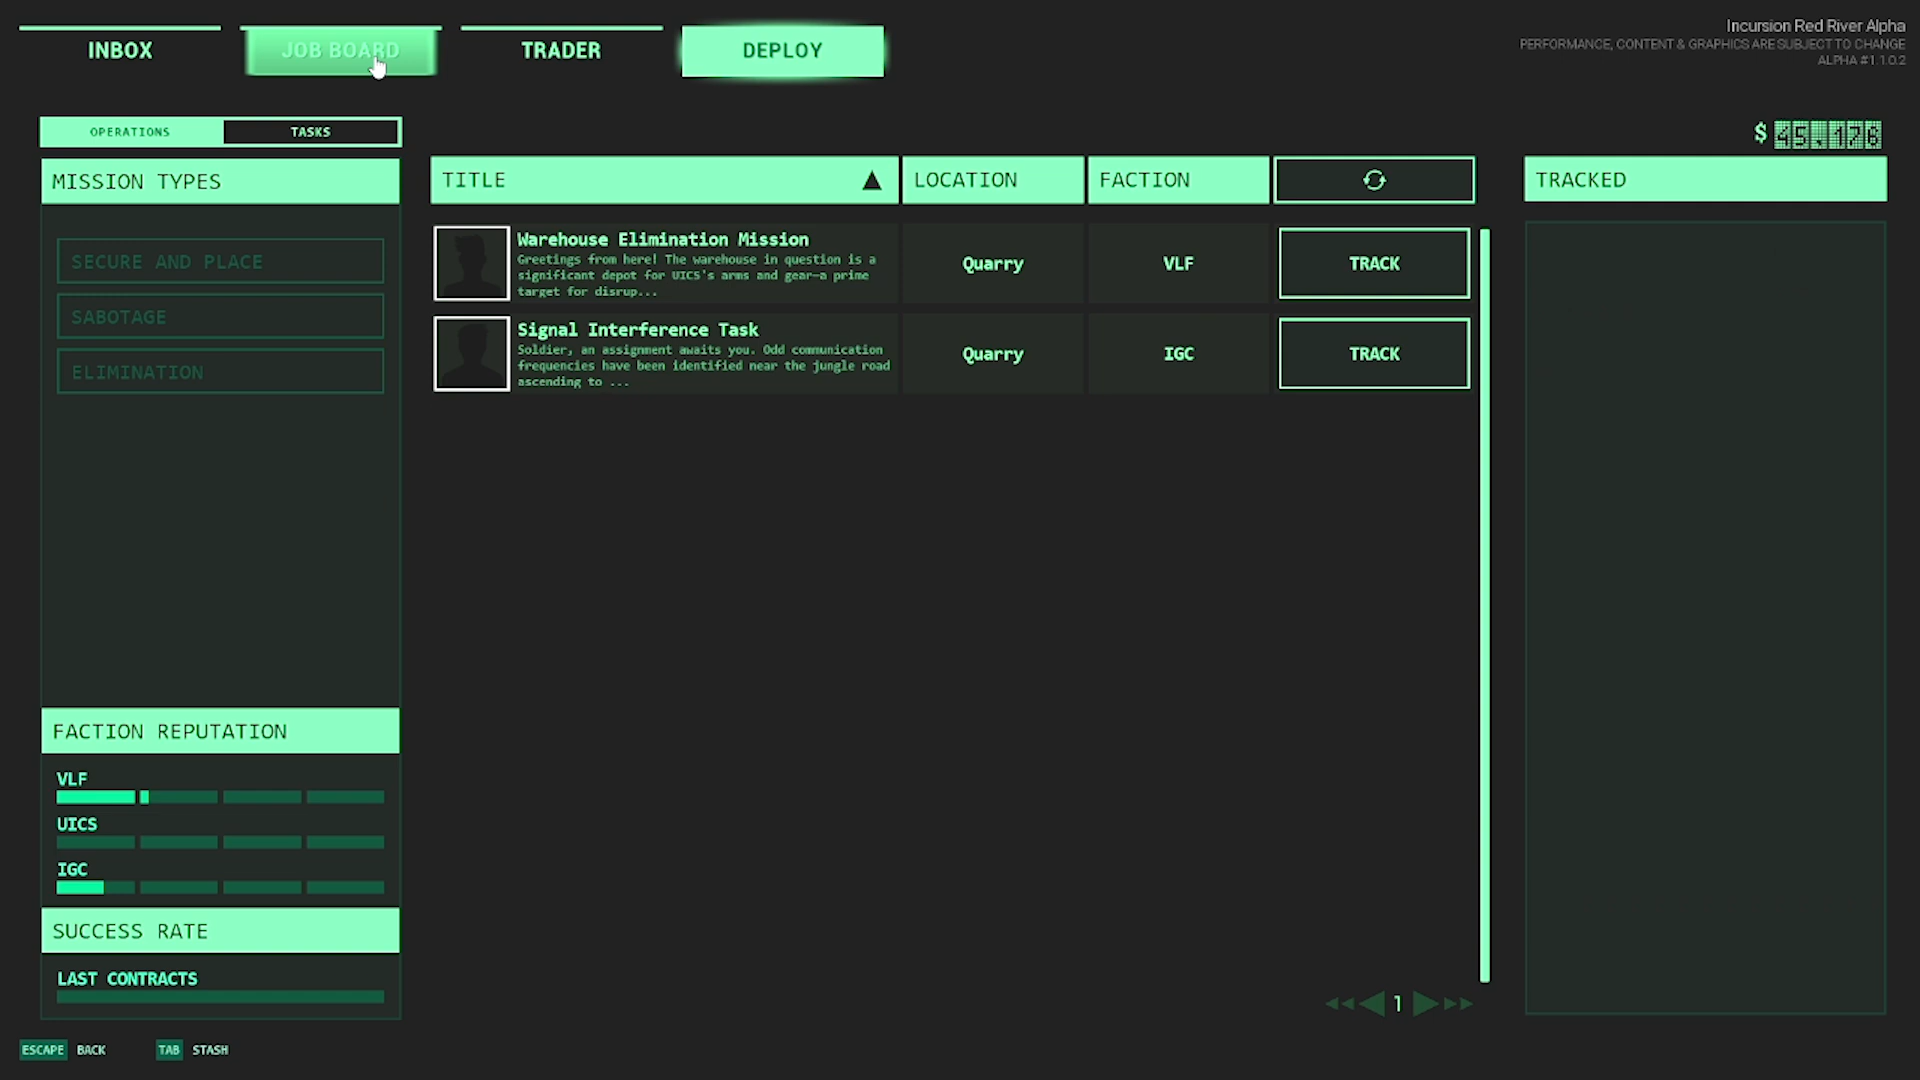 INBOX
JOB BOARD
TRADER
DEPLOY
Incursion Red River Alpha
PERFORMANCE, CONTENT & GRAPHICS ARE SUBJECT TO CHANGE
ALPHA #1.1.0.2
OPERATIONS
TASKS
$
MISSION TYPES
TITLE
LOCATION
FACTION
TRACKED
SECURE AND PLACE
SABOTAGE
ELIMINATION
Warehouse Elimination Mission
Greetings from here! The warehouse in question is a
significant depot for UICS's arms and gear—a prime
target for disrup...
Quarry
VLF
TRACK
Signal Interference Task
Soldier, an assignment awaits you. Odd communication
frequencies have been identified near the jungle road
ascending to ...
Quarry
IGC
TRACK
FACTION REPUTATION
VLF
UICS
IGC
SUCCESS RATE
LAST CONTRACTS
1
ESCAPE BACK
TAB STASH